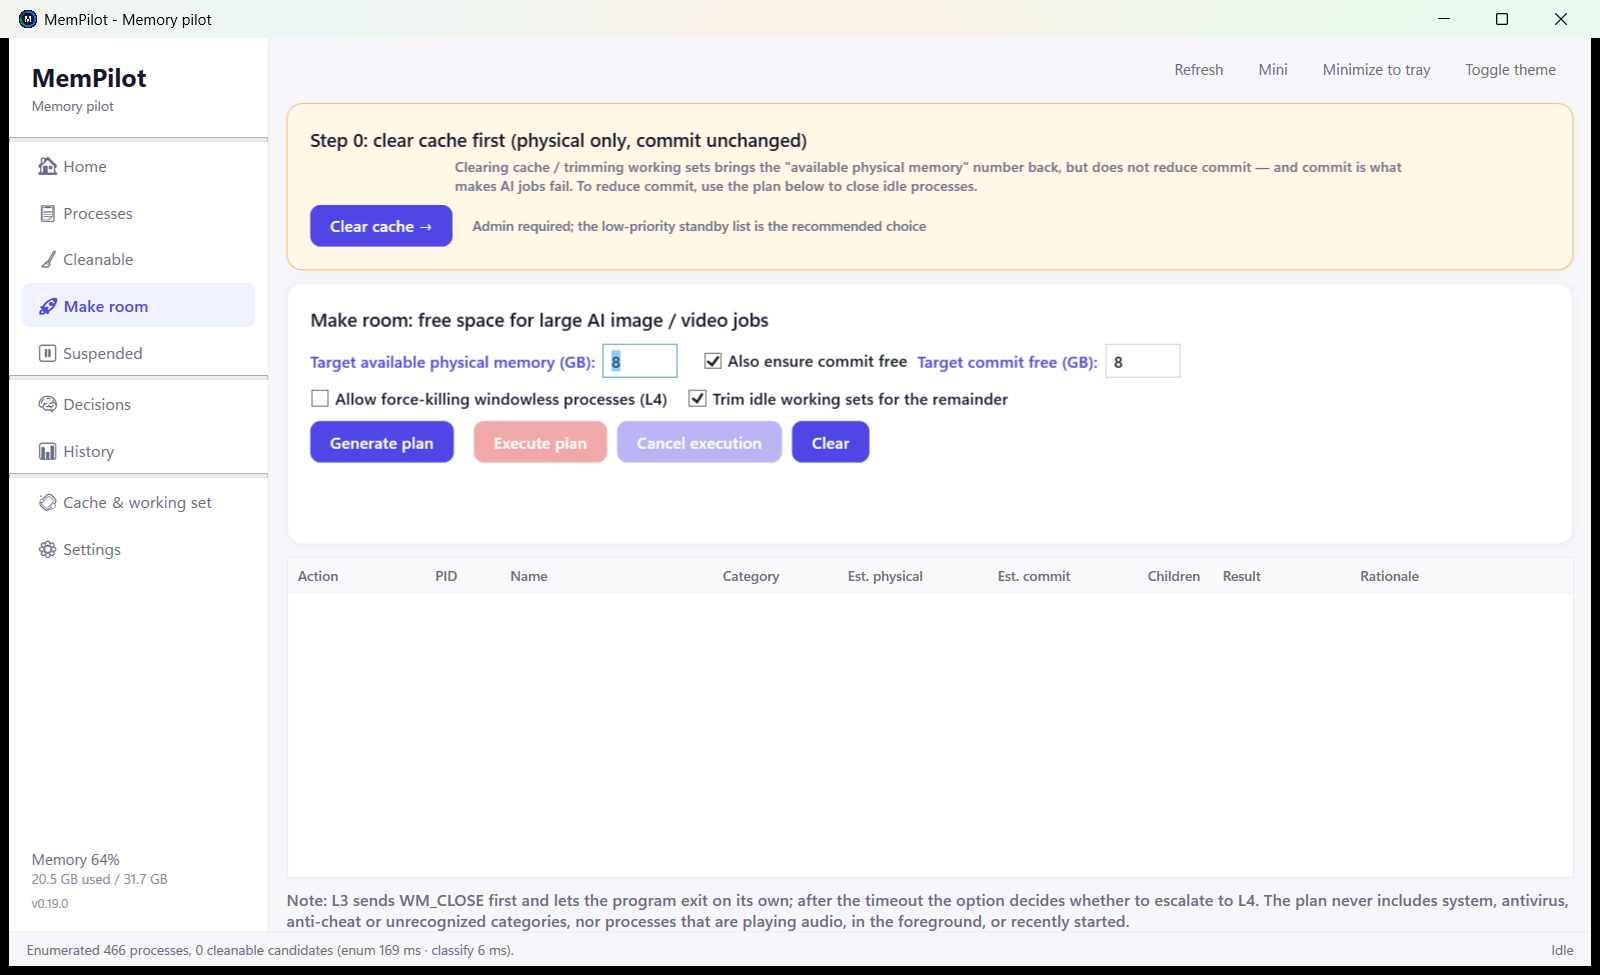 MemPilot - Memory pilot
MemPilot
Memory pilot
Home
Processes
Cleanable
Make room
Suspended
Decisions
History
Cache & working set
Settings
Memory 64%
20.5 GB used / 31.7 GB
v0.19.0
Refresh Mini Minimize to tray Toggle theme
Step 0: clear cache first (physical only, commit unchanged)
Clearing cache / trimming working sets brings the "available physical memory" number back, but does not reduce commit — and commit is what
makes AI jobs fail. To reduce commit, use the plan below to close idle processes.
Clear cache → Admin required; the low-priority standby list is the recommended choice
Make room: free space for large AI image / video jobs
Target available physical memory (GB): 8 Also ensure commit free Target commit free (GB): 8
Allow force-killing windowless processes (L4) Trim idle working sets for the remainder
Generate plan Execute plan Cancel execution Clear
Action PID Name Category Est. physical Est. commit Children Result Rationale
Note: L3 sends WM_CLOSE first and lets the program exit on its own; after the timeout the option decides whether to escalate to L4. The plan never includes system, antivirus,
anti-cheat or unrecognized categories, nor processes that are playing audio, in the foreground, or recently started.
Enumerated 466 processes, 0 cleanable candidates (enum 169 ms · classify 6 ms). Idle